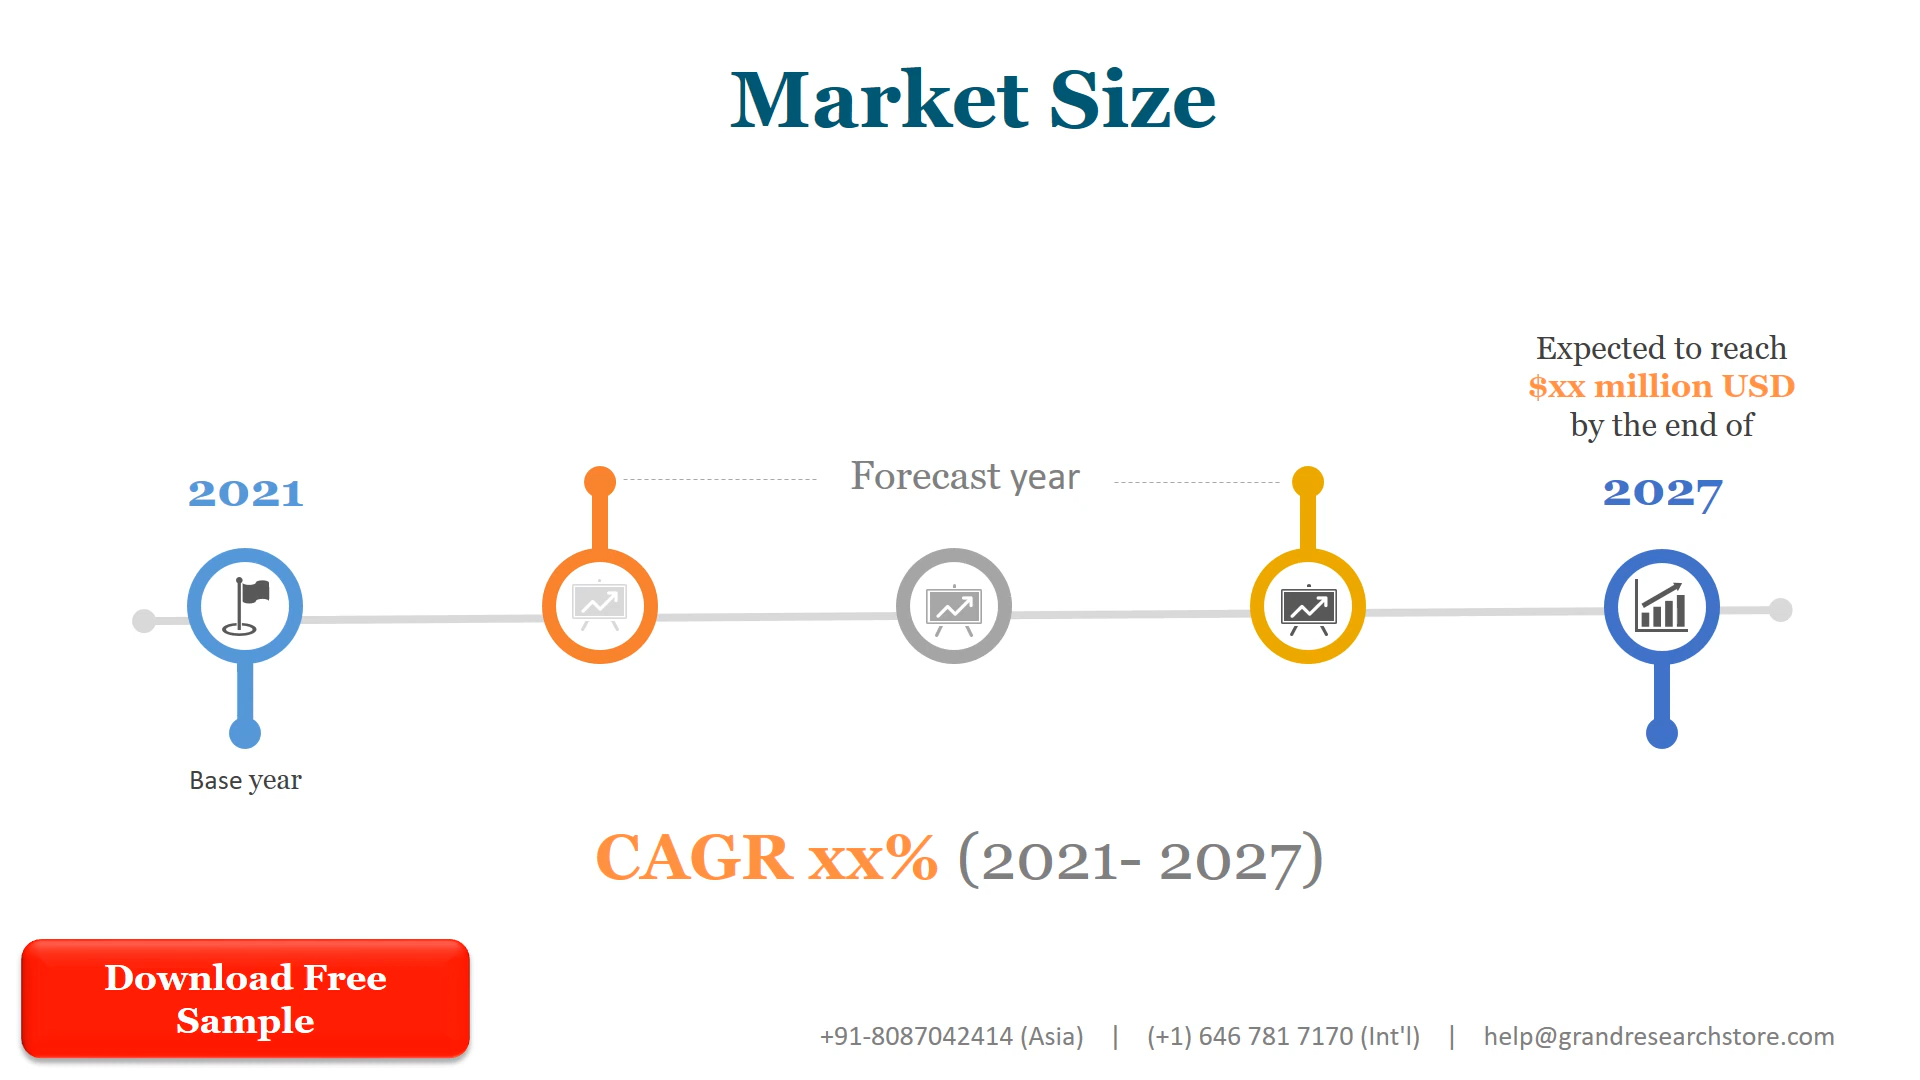 Market Size
Expected to reach
$xx million USD
by the end of
2021
Forecast year
2027
Base year
CAGR xx% (2021- 2027)
Download Free
Sample
+91-8087042414 (Asia) | (+1) 646 781 7170 (Int'l) | help@grandresearchstore.com